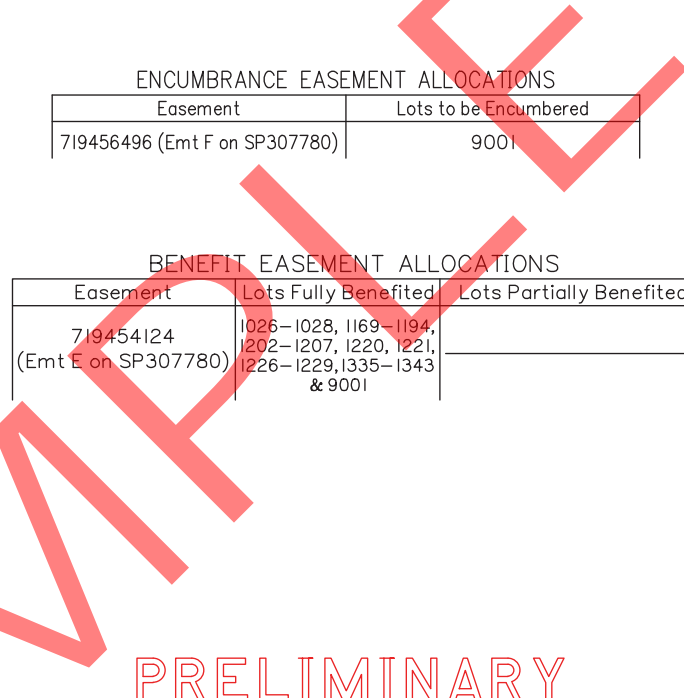 ENCUMBRANCE EASEMENT ALLOCATIONS
Easement Lots to be Encumbered
719456496 (Emt F on SP307780) 9001
BENEFIT EASEMENT ALLOCATIONS
Easement Lots Fully Benefited Lots Partially Benefited
719454124
(Emt E on SP307780)
1026-1028, 1169-1194,
1202-1207, 1220, 1221,
1226-1229, 1335-1343
& 9001
MPLE
PRELIMINARY